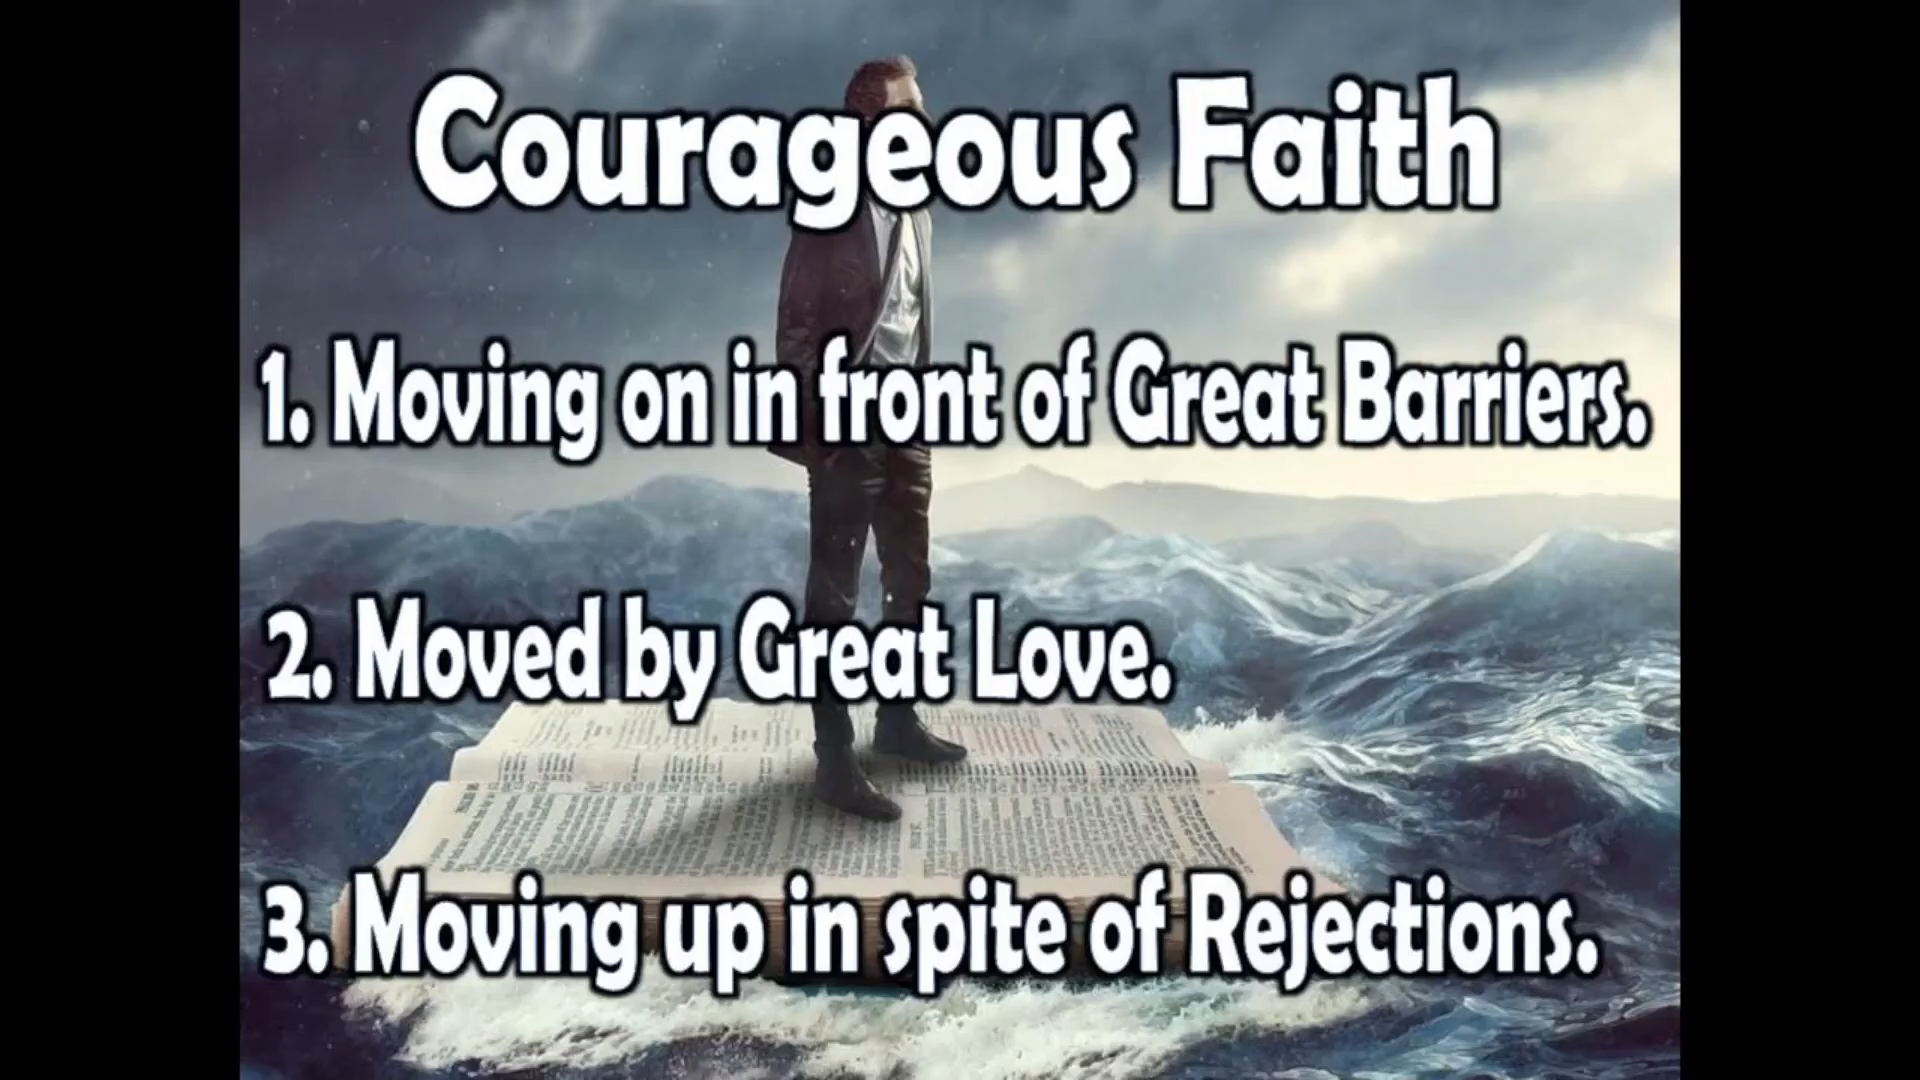 Courageous Faith
1. Moving on in front of Great Barriers.
2. Moved by Great Love.
3. Moving up in spite of Rejections.